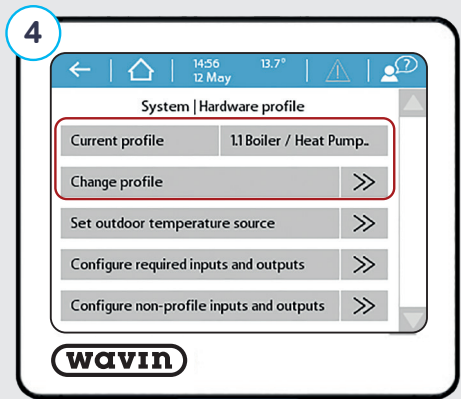 4
14:56 13.7°
12 May
?
System | Hardware profile
Current profile 1.1 Boiler / Heat Pump..
Change profile
Set outdoor temperature source
Configure required inputs and outputs
Configure non-profile inputs and outputs
wavin